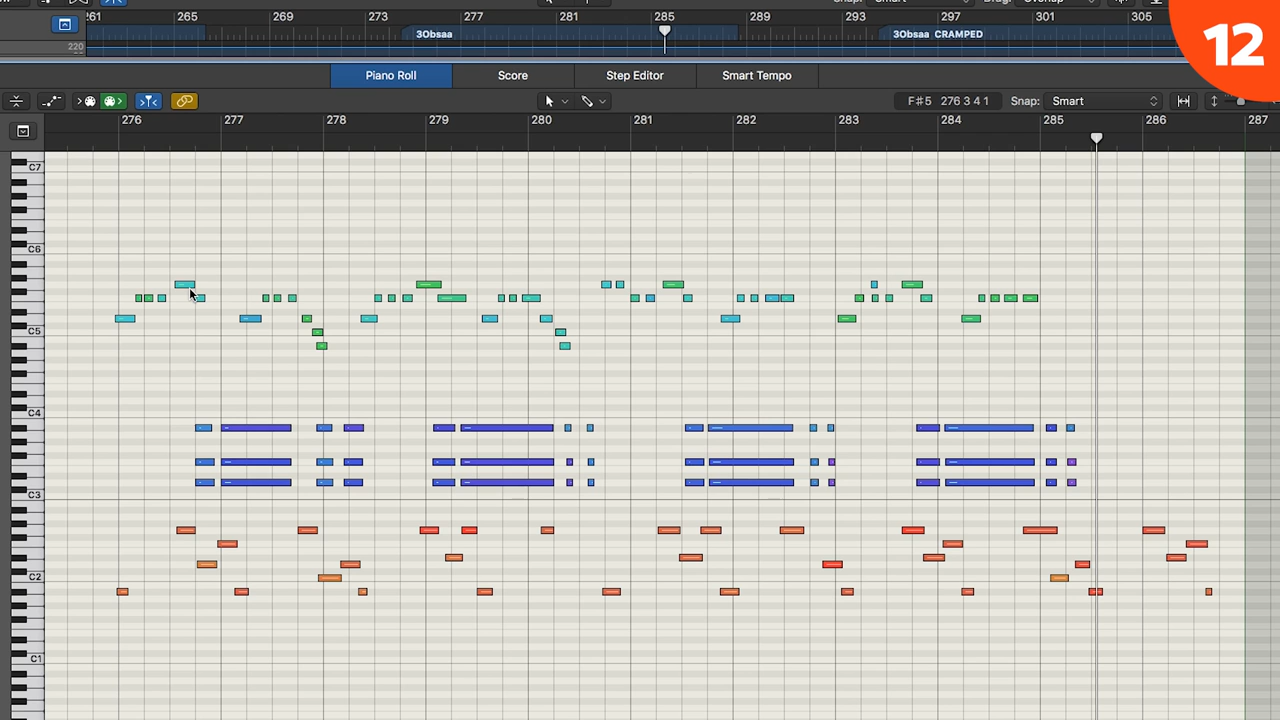 261 265 269 273 277 281 285 289 293 297 301 305
3Obsaa 3Obsaa CRAMPED
220
12
Piano Roll Score Step Editor Smart Tempo
F♯5 276 3 4 1 Snap: Smart
276 277 278 279 280 281 282 283 284 285 286 287
C7
C6
C5
C4
C3
C2
C1